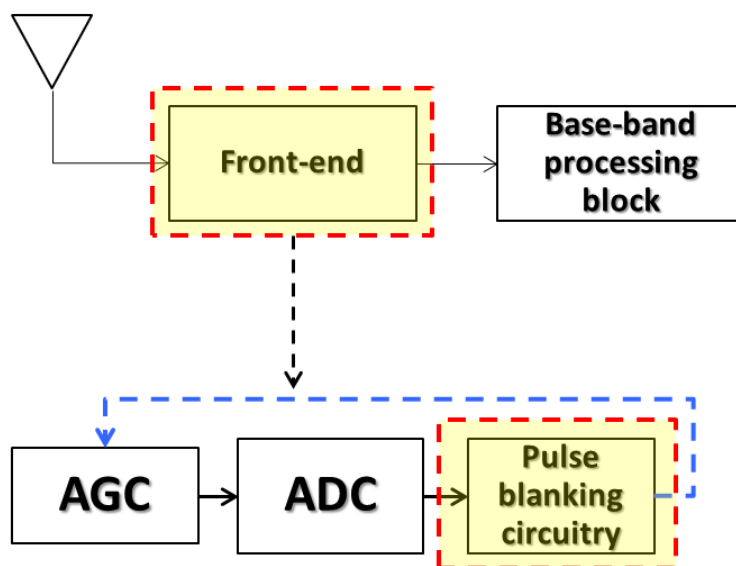 Front-end
Base-band
processing
block
AGC
ADC
Pulse
blanking
circuitry